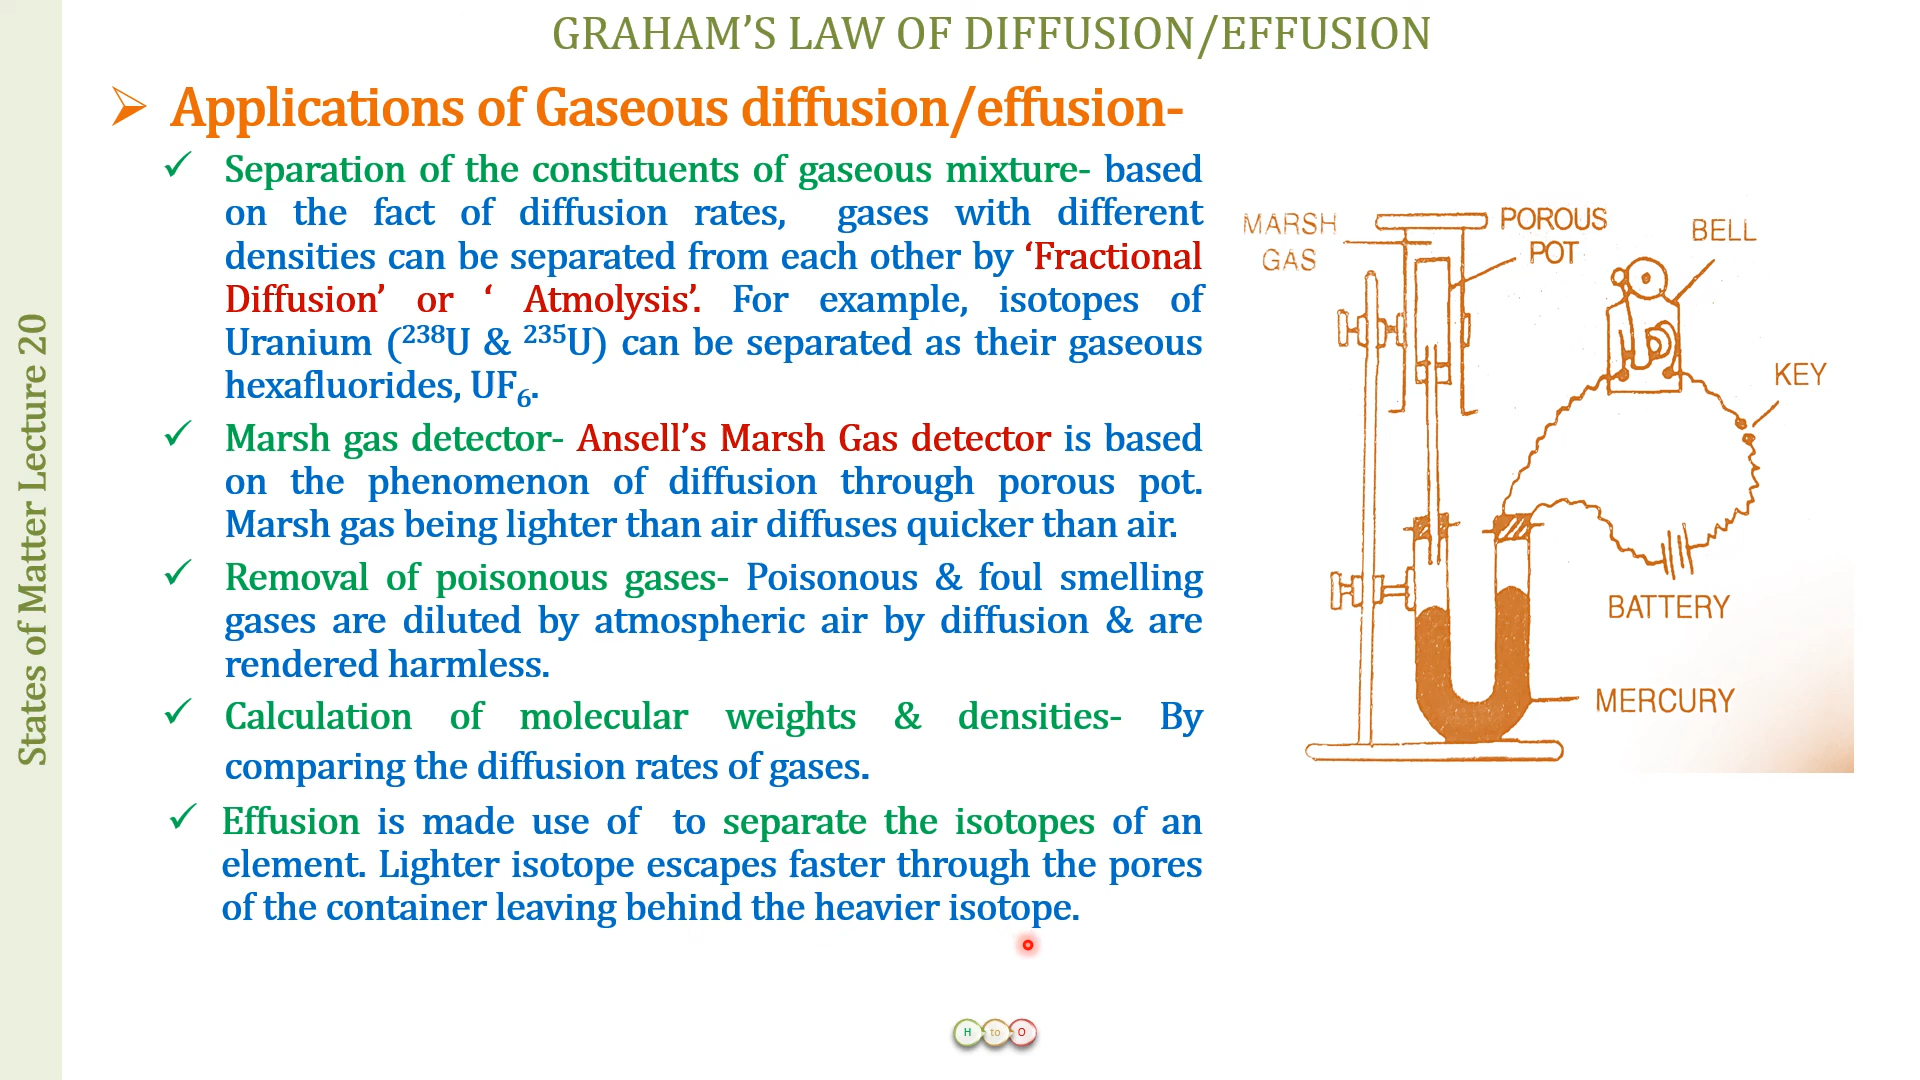 GRAHAM’S LAW OF DIFFUSION/EFFUSION
Applications of Gaseous diffusion/effusion-
Separation of the constituents of gaseous mixture- based
on the fact of diffusion rates, gases with different
densities can be separated from each other by ‘Fractional
Diffusion’ or ‘ Atmolysis’. For example, isotopes of
Uranium (²³⁸U & ²³⁵U) can be separated as their gaseous
hexafluorides, UF₆.
Marsh gas detector- Ansell’s Marsh Gas detector is based
on the phenomenon of diffusion through porous pot.
Marsh gas being lighter than air diffuses quicker than air.
Removal of poisonous gases- Poisonous & foul smelling
gases are diluted by atmospheric air by diffusion & are
rendered harmless.
Calculation of molecular weights & densities- By
comparing the diffusion rates of gases.
Effusion is made use of to separate the isotopes of an
element. Lighter isotope escapes faster through the pores
of the container leaving behind the heavier isotope.
MARSH
GAS
POROUS
POT
BELL
KEY
BATTERY
MERCURY
States of Matter Lecture 20
H to O